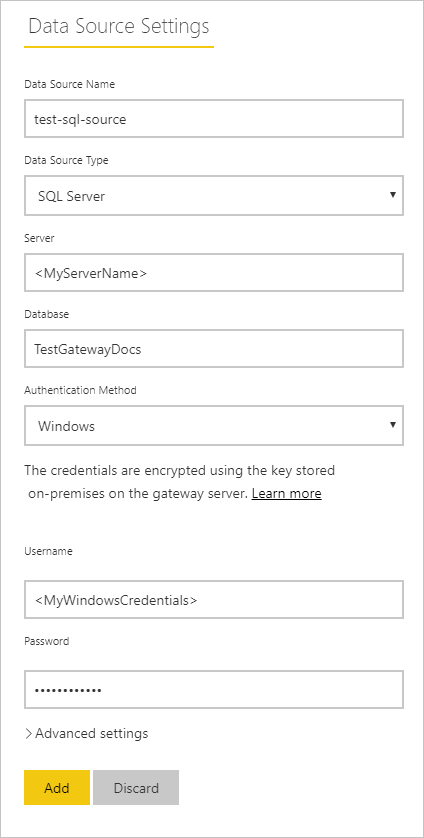 Data Source Settings
Data Source Name
test-sql-source
Data Source Type
SQL Server
Server
<MyServerName>
Database
TestGatewayDocs
Authentication Method
Windows
The credentials are encrypted using the key stored
on-premises on the gateway server. Learn more
Username
<MyWindowsCredentials>
Password
••••••••••••
Advanced settings
Add Discard